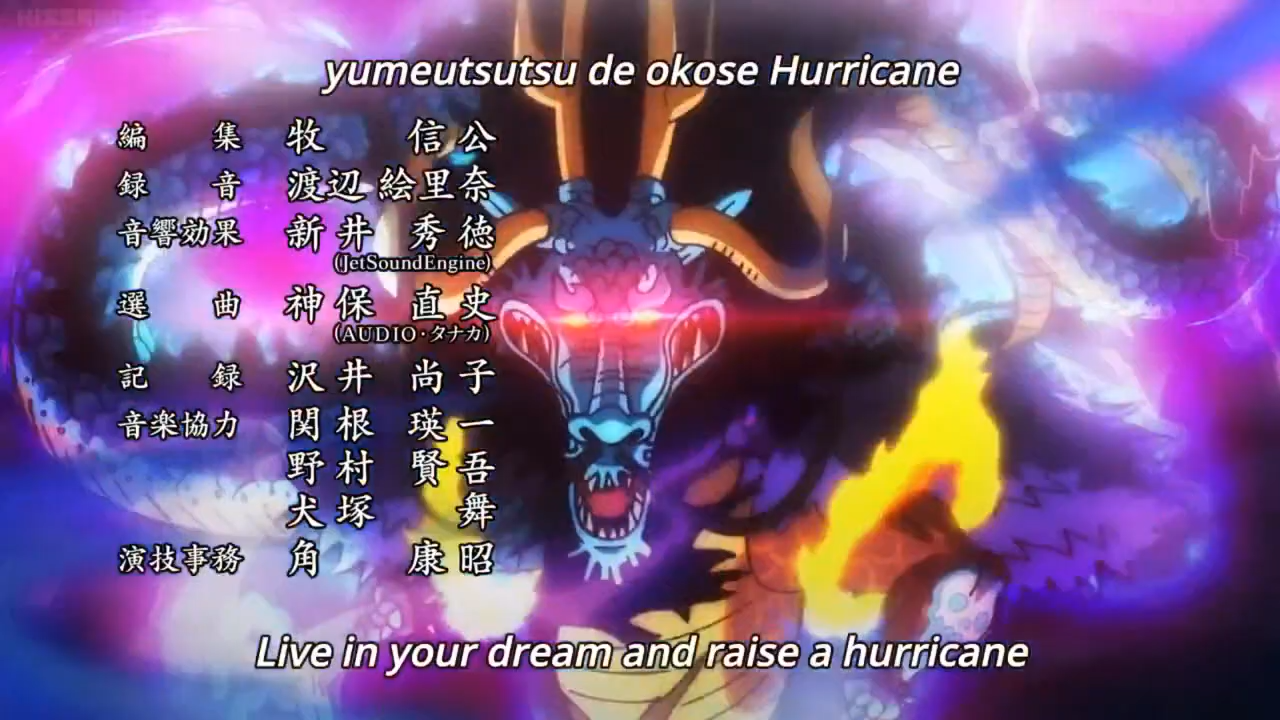 yumeutsutsu de okose Hurricane
編集 牧 信公
録音 渡辺 絵里奈
音響効果 新井 秀徳
(JetSoundEngine)
選曲 神保 直史
(AUDIO・タナカ)
記録 沢井 尚子
音楽協力 関根 瑛一
野村 賢吾
犬塚 舞
演技事務 角 康昭
Live in your dream and raise a hurricane